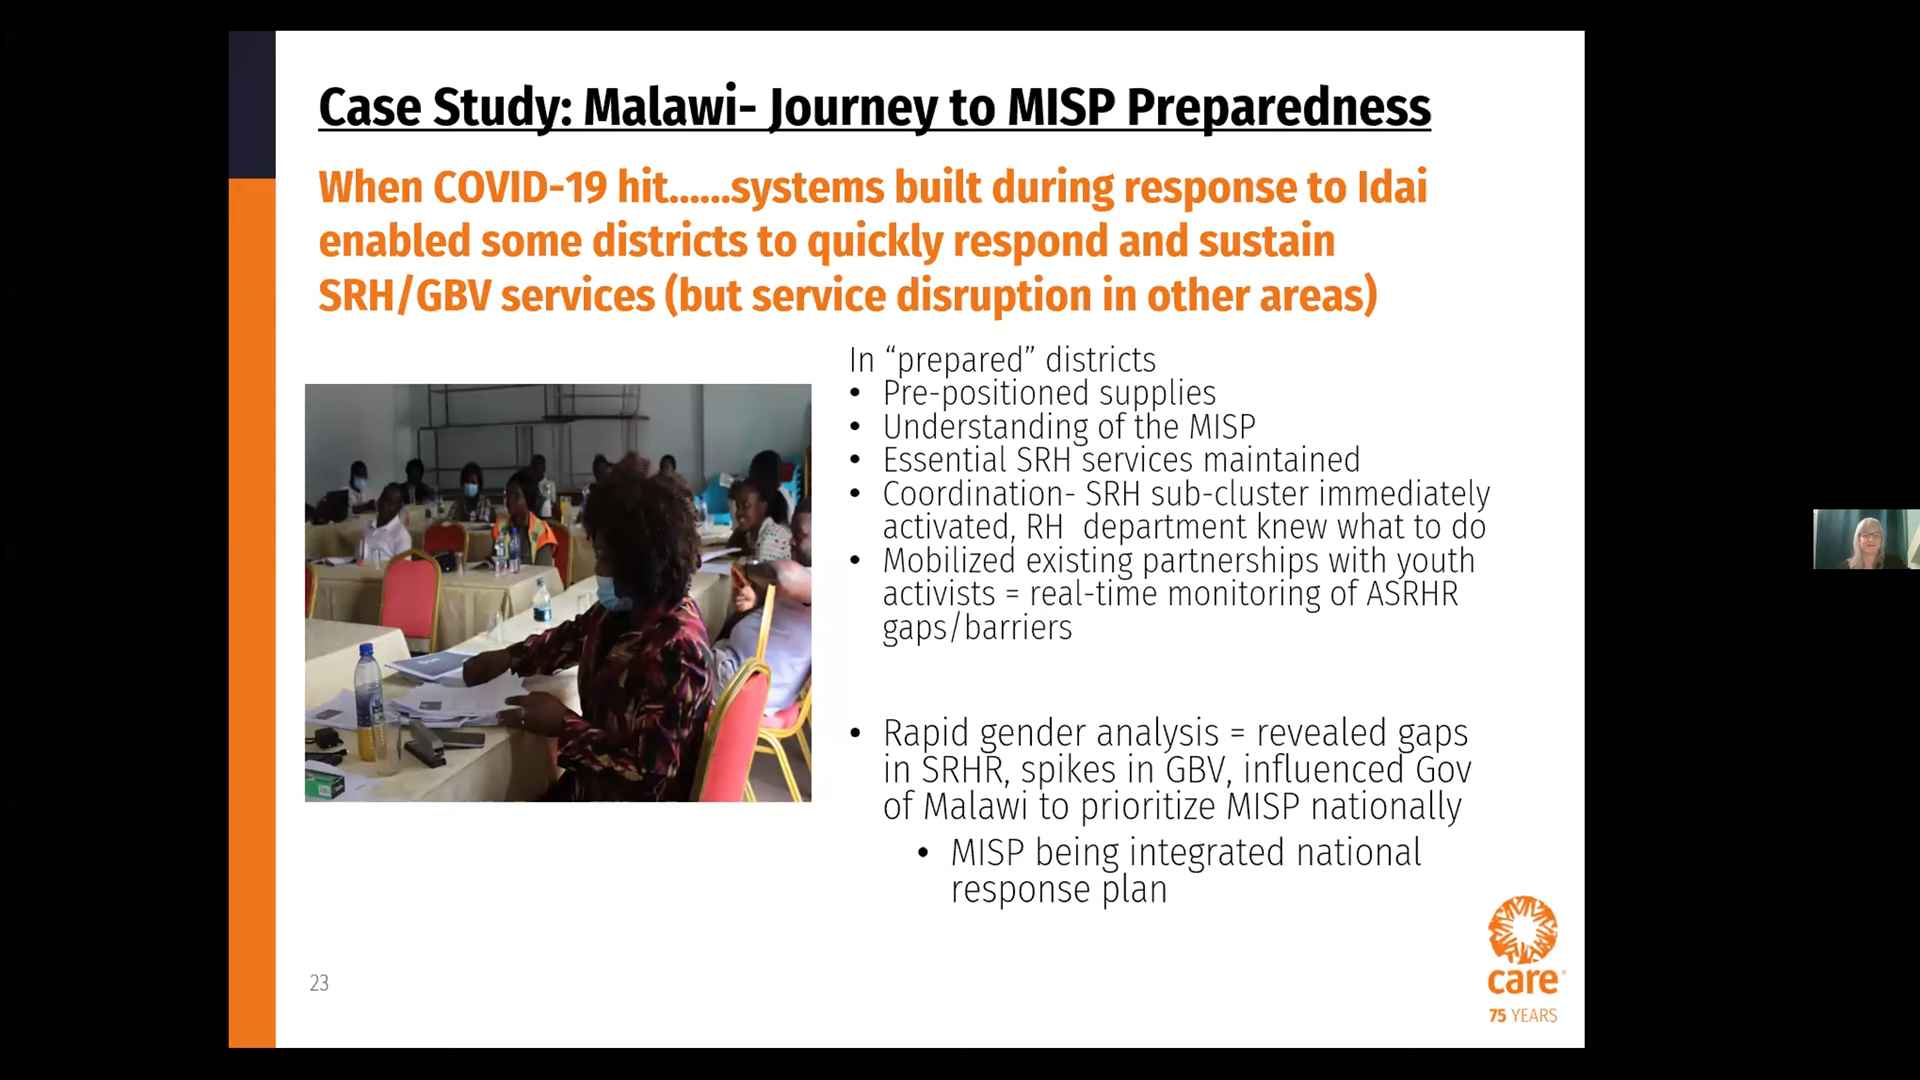 Case Study: Malawi- Journey to MISP Preparedness
When COVID-19 hit......systems built during response to Idai
enabled some districts to quickly respond and sustain
SRH/GBV services (but service disruption in other areas)
In “prepared” districts
• Pre-positioned supplies
• Understanding of the MISP
• Essential SRH services maintained
• Coordination- SRH sub-cluster immediately
activated, RH  department knew what to do
• Mobilized existing partnerships with youth
activists = real-time monitoring of ASRHR
gaps/barriers
• Rapid gender analysis = revealed gaps
in SRHR, spikes in GBV, influenced Gov
of Malawi to prioritize MISP nationally
• MISP being integrated national
response plan
23
care
75 YEARS